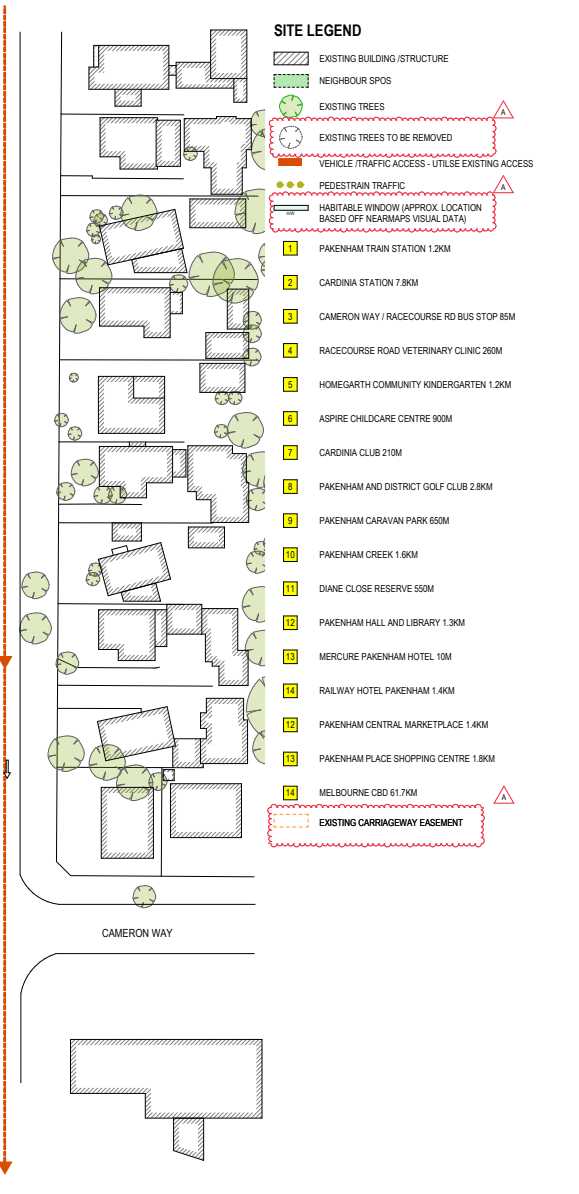 SITE LEGEND
EXISTING BUILDING /STRUCTURE
NEIGHBOUR SPOS
EXISTING TREES
A
EXISTING TREES TO BE REMOVED
VEHICLE /TRAFFIC ACCESS - UTILSE EXISTING ACCESS
PEDESTRAIN TRAFFIC
A
HW
HABITABLE WINDOW (APPROX. LOCATION
BASED OFF NEARMAPS VISUAL DATA)
1 PAKENHAM TRAIN STATION 1.2KM
2 CARDINIA STATION 7.8KM
3 CAMERON WAY / RACECOURSE RD BUS STOP 85M
4 RACECOURSE ROAD VETERINARY CLINIC 260M
5 HOMEGARTH COMMUNITY KINDERGARTEN 1.2KM
6 ASPIRE CHILDCARE CENTRE 900M
7 CARDINIA CLUB 210M
8 PAKENHAM AND DISTRICT GOLF CLUB 2.8KM
9 PAKENHAM CARAVAN PARK 650M
10 PAKENHAM CREEK 1.6KM
11 DIANE CLOSE RESERVE 550M
12 PAKENHAM HALL AND LIBRARY 1.3KM
13 MERCURE PAKENHAM HOTEL 10M
14 RAILWAY HOTEL PAKENHAM 1.4KM
12 PAKENHAM CENTRAL MARKETPLACE 1.4KM
13 PAKENHAM PLACE SHOPPING CENTRE 1.8KM
14 MELBOURNE CBD 61.7KM
A
EXISTING CARRIAGEWAY EASEMENT
CAMERON WAY